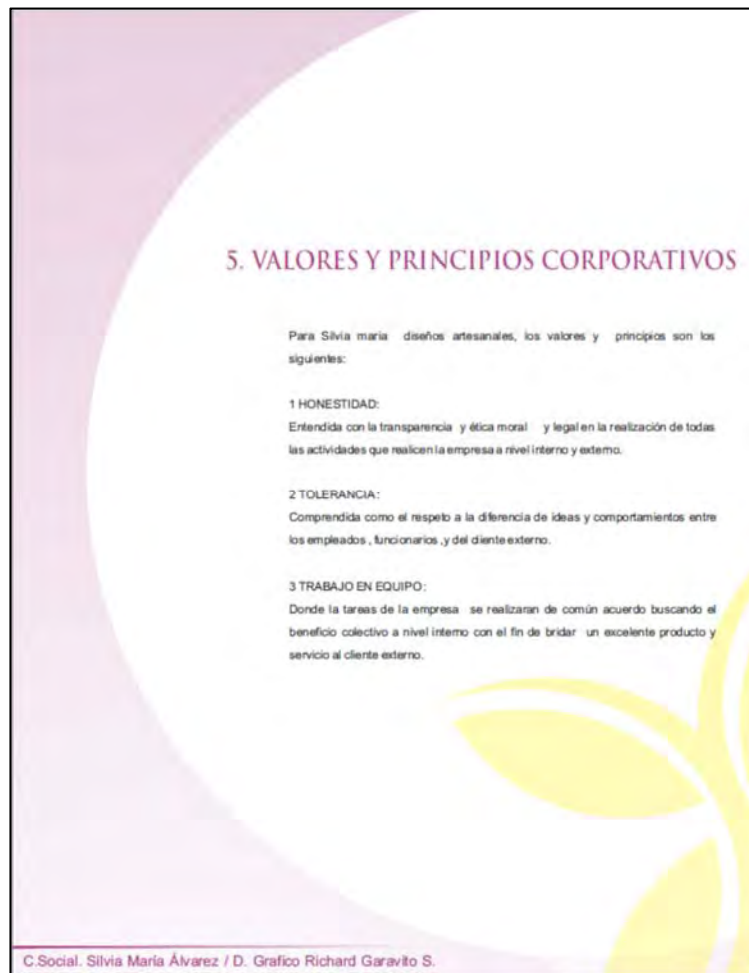 5. VALORES Y PRINCIPIOS CORPORATIVOS
Para Silvia maria diseños artesanales, los valores y principios son los
siguientes:
1 HONESTIDAD:
Entendida con la transparencia y ética moral y legal en la realización de todas
las actividades que realicen la empresa a nivel interno y externo.
2 TOLERANCIA:
Comprendida como el respeto a la diferencia de ideas y comportamientos entre
los empleados , funcionarios ,y del cliente externo.
3 TRABAJO EN EQUIPO:
Donde la tareas de la empresa se realizaran de común acuerdo buscando el
beneficio colectivo a nivel interno con el fin de bridar un excelente producto y
servicio al cliente externo.
C.Social. Silvia María Álvarez / D. Grafico Richard Garavito S.